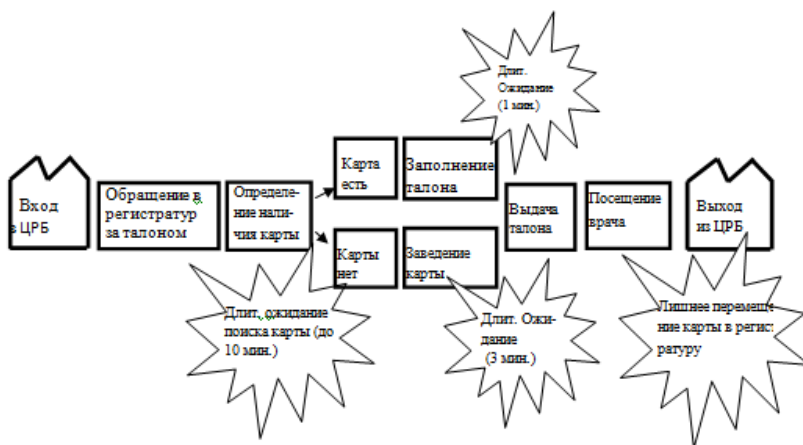 Длит.
Ожидание
(1 мин.)
Вход
в ЦРБ
Обращение в
регистратур
за талоном
Определе-
ние нали-
чия карты
Карта
есть
Заполнение
талона
Карты
нет
Заведение
карты
Выдача
талона
Посещение
врача
Выход
из ЦРБ
Длит. ожидание
поиска карты (до
10 мин.)
Длит. Ожи-
дание
(3 мин.)
Лишнее перемеще
ние карты в регис
ратуру